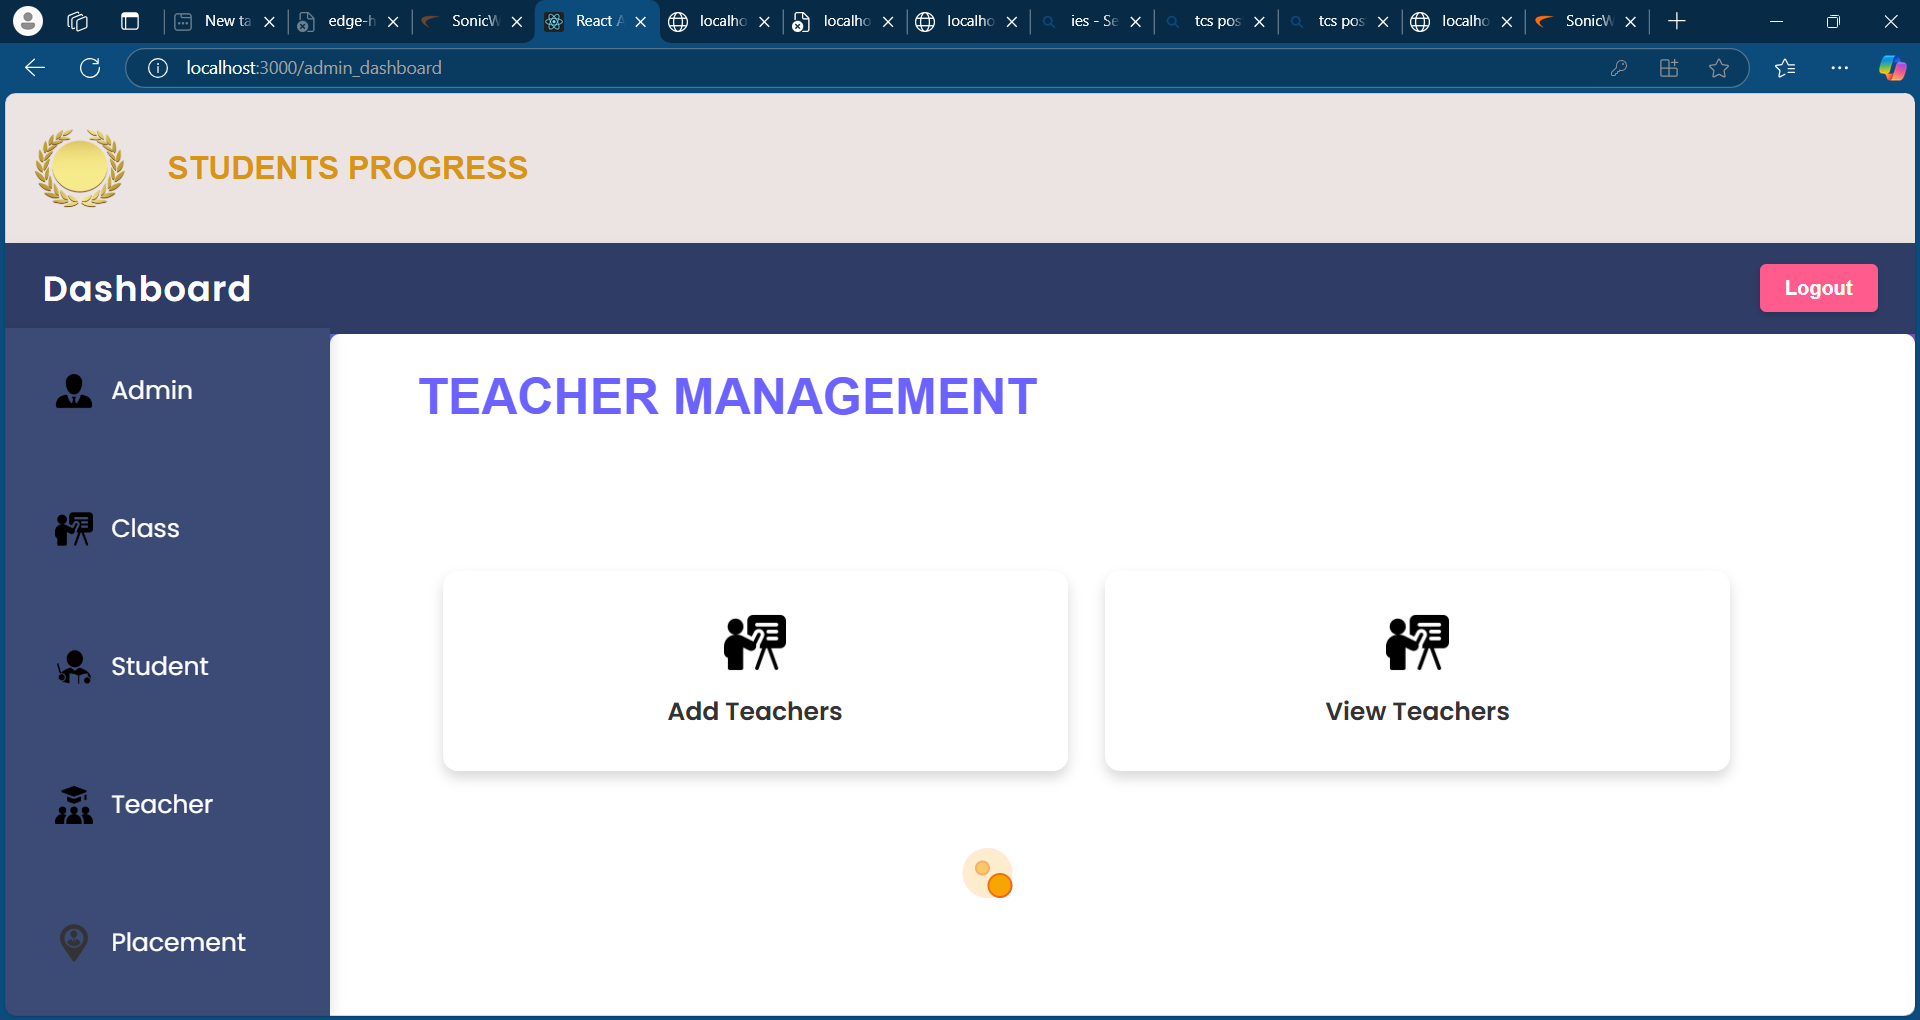 New ta
edge-h
SonicW
React A
localho
localho
localho
ies - Se
tcs pos
tcs pos
localho
SonicW
localhost:3000/admin_dashboard
STUDENTS PROGRESS
Dashboard
Logout
Admin
Class
Student
Teacher
Placement
TEACHER MANAGEMENT
Add Teachers
View Teachers